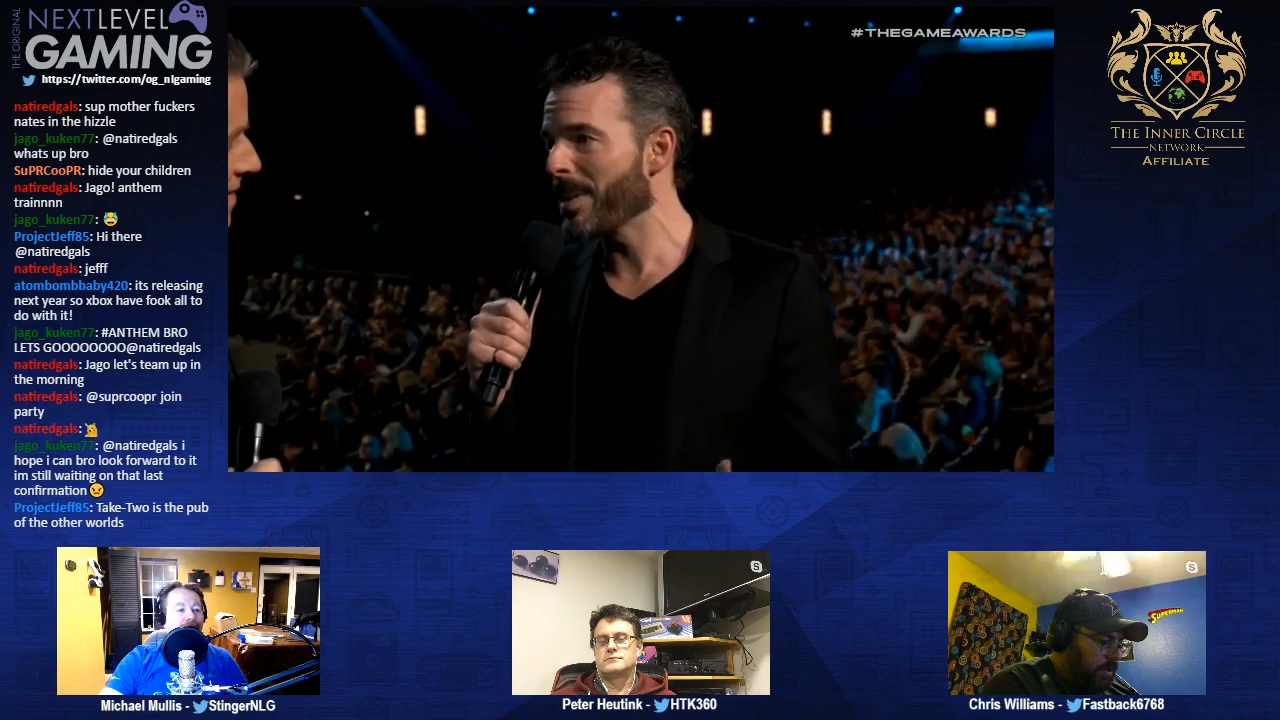 THE ORIGINAL
NEXTLEVEL
GAMING
https://twitter.com/og_nlgaming
natiredgals: sup mother fuckers
nates in the hizzle
jago_kuken77: @natiredgals
whats up bro
SuPRCooPR: hide your children
natiredgals: Jago! anthem
trainnnn
jago_kuken77: 😅
ProjectJeff85: Hi there
@natiredgals
natiredgals: jefff
atombombbaby420: its releasing
next year so xbox have fook all to
do with it!
jago_kuken77: #ANTHEM BRO
LETS GOOOOOOOO@natiredgals
natiredgals: Jago let's team up in
the morning
natiredgals: @suprcoopr join
party
natiredgals:
jago_kuken77: @natiredgals i
hope i can bro look forward to it
im still waiting on that last
confirmation😣
ProjectJeff85: Take-Two is the pub
of the other worlds
#THEGAMEAWARDS
THE INNER CIRCLE
NETWORK
AFFILIATE
SUPERMAN
Michael Mullis - StingerNLG
Peter Heutink - HTK360
Chris Williams - Fastback6768